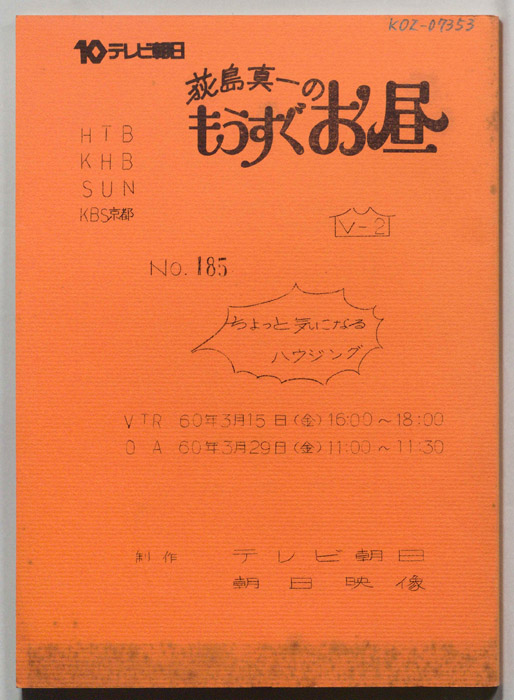 KOZ-07353
10 テレビ朝日
荻島真一の
もうすぐお昼
HTB
KHB
SUN
KBS京都
V-2
No. 185
ちょっと気になる
ハウジング
VTR 60年3月15日(金)16:00~18:00
O A 60年3月29日(金)11:00~11:30
制作 テレビ朝日
朝日映像